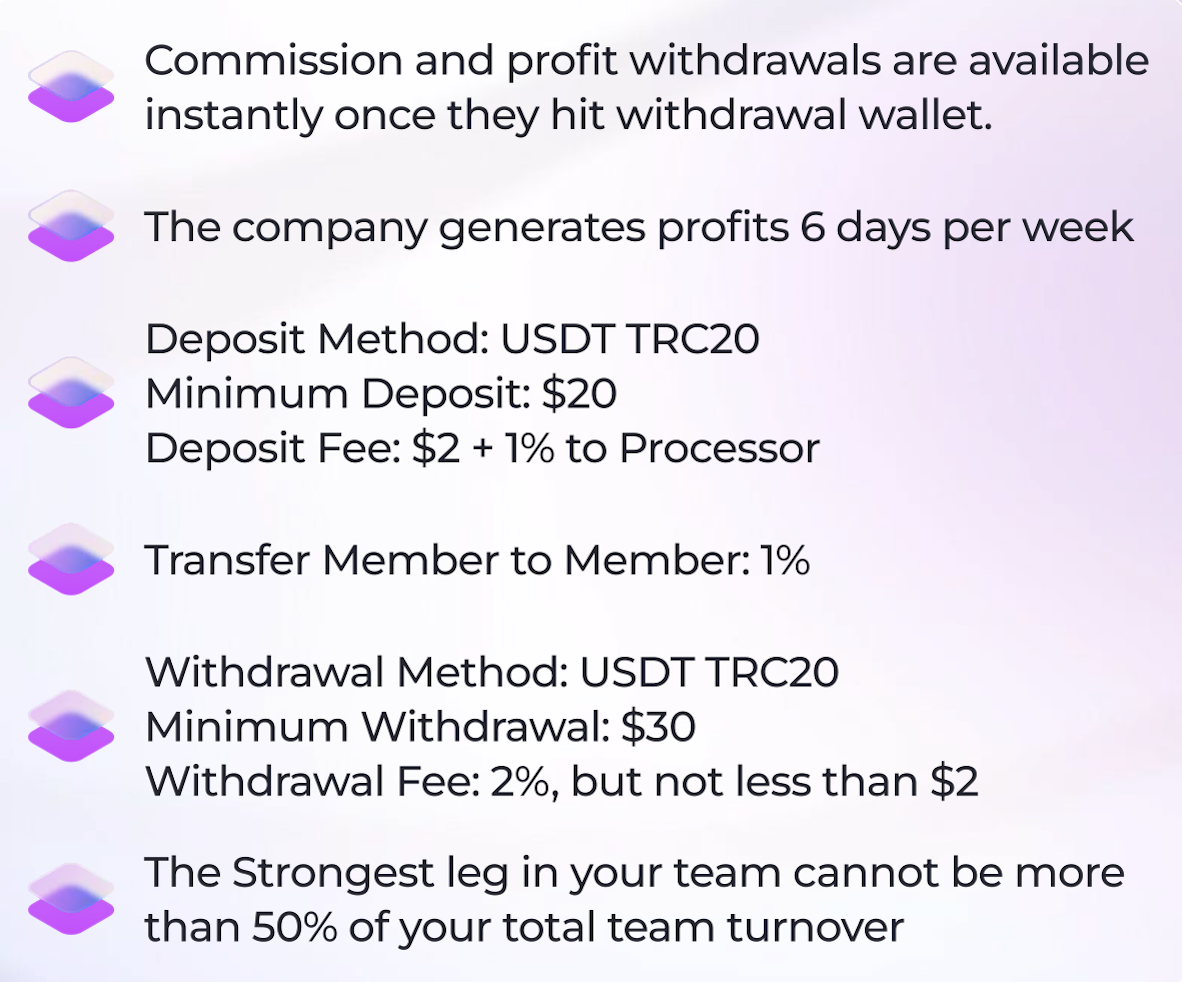 Commission and profit withdrawals are available
instantly once they hit withdrawal wallet.
The company generates profits 6 days per week
Deposit Method: USDT TRC20
Minimum Deposit: $20
Deposit Fee: $2 + 1% to Processor
Transfer Member to Member: 1%
Withdrawal Method: USDT TRC20
Minimum Withdrawal: $30
Withdrawal Fee: 2%, but not less than $2
The Strongest leg in your team cannot be more
than 50% of your total team turnover